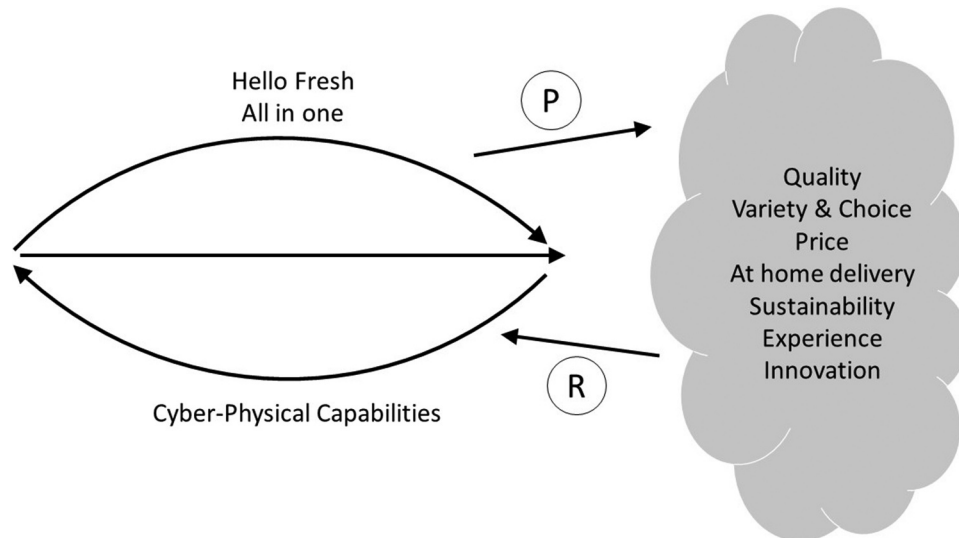 Hello Fresh
All in one
P
Quality
Variety & Choice
Price
At home delivery
Sustainability
Experience
Innovation
R
Cyber-Physical Capabilities